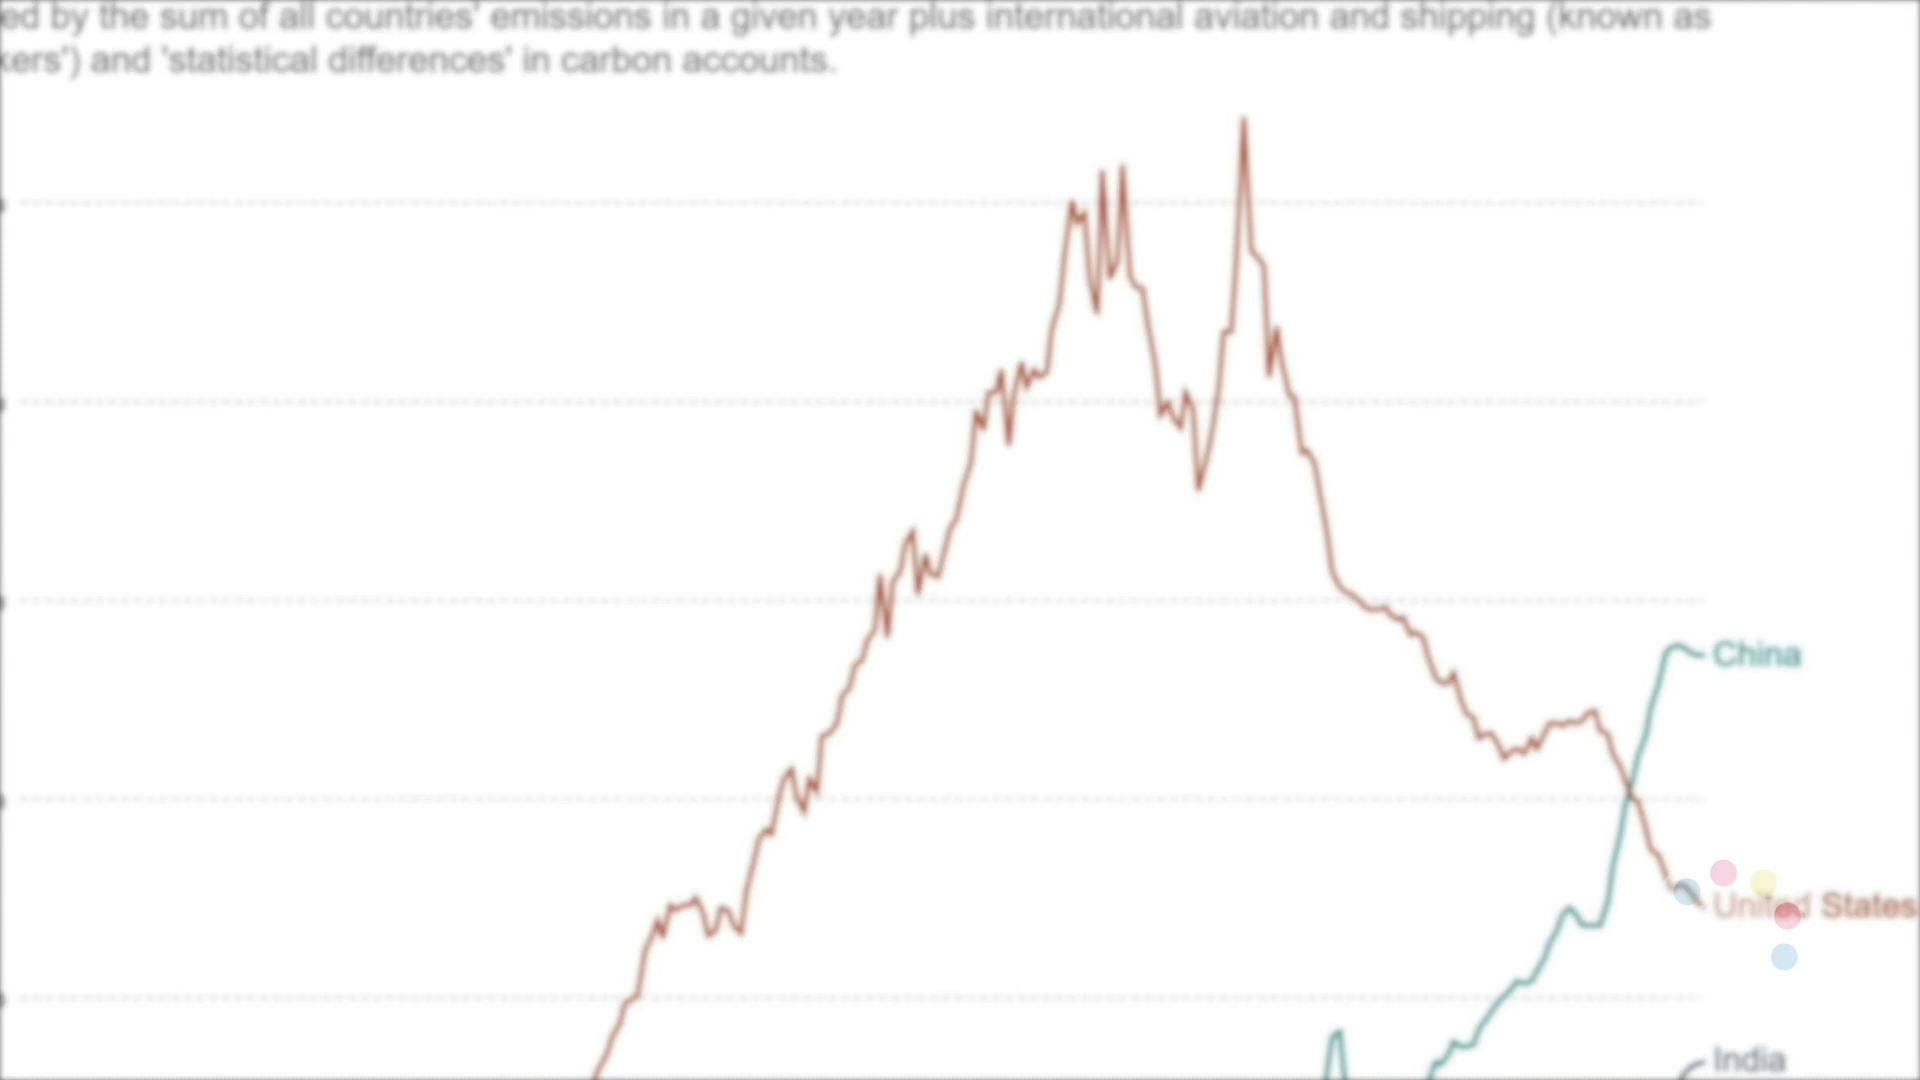 ed by the sum of all countries' emissions in a given year plus international aviation and shipping (known as
kers') and 'statistical differences' in carbon accounts.
China
United States
India